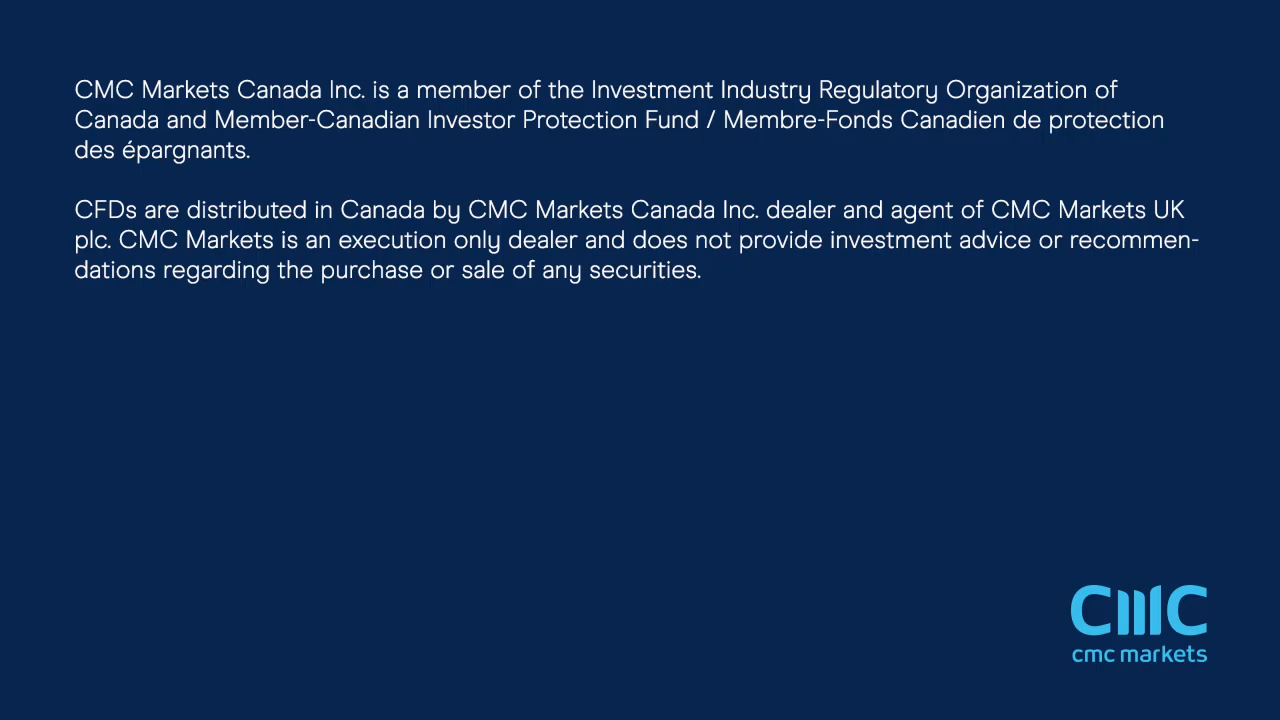 CMC Markets Canada Inc. is a member of the Investment Industry Regulatory Organization of
Canada and Member-Canadian Investor Protection Fund / Membre-Fonds Canadien de protection
des épargnants.
CFDs are distributed in Canada by CMC Markets Canada Inc. dealer and agent of CMC Markets UK
plc. CMC Markets is an execution only dealer and does not provide investment advice or recommen-
dations regarding the purchase or sale of any securities.
CMC
cmc markets